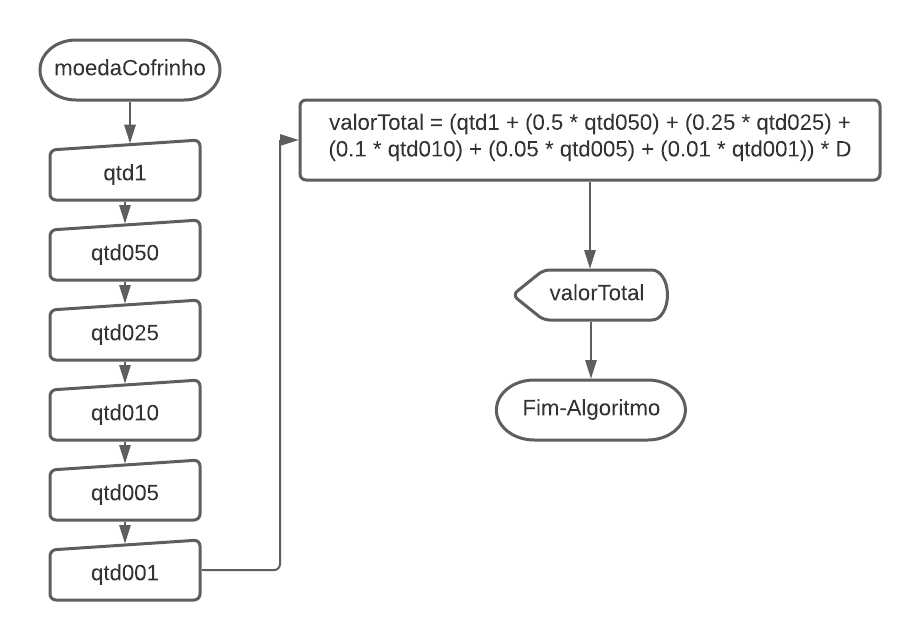 moedaCofrinho
qtd1
qtd050
qtd025
qtd010
qtd005
qtd001
valorTotal = (qtd1 + (0.5 * qtd050) + (0.25 * qtd025) +
(0.1 * qtd010) + (0.05 * qtd005) + (0.01 * qtd001)) * D
valorTotal
Fim-Algoritmo